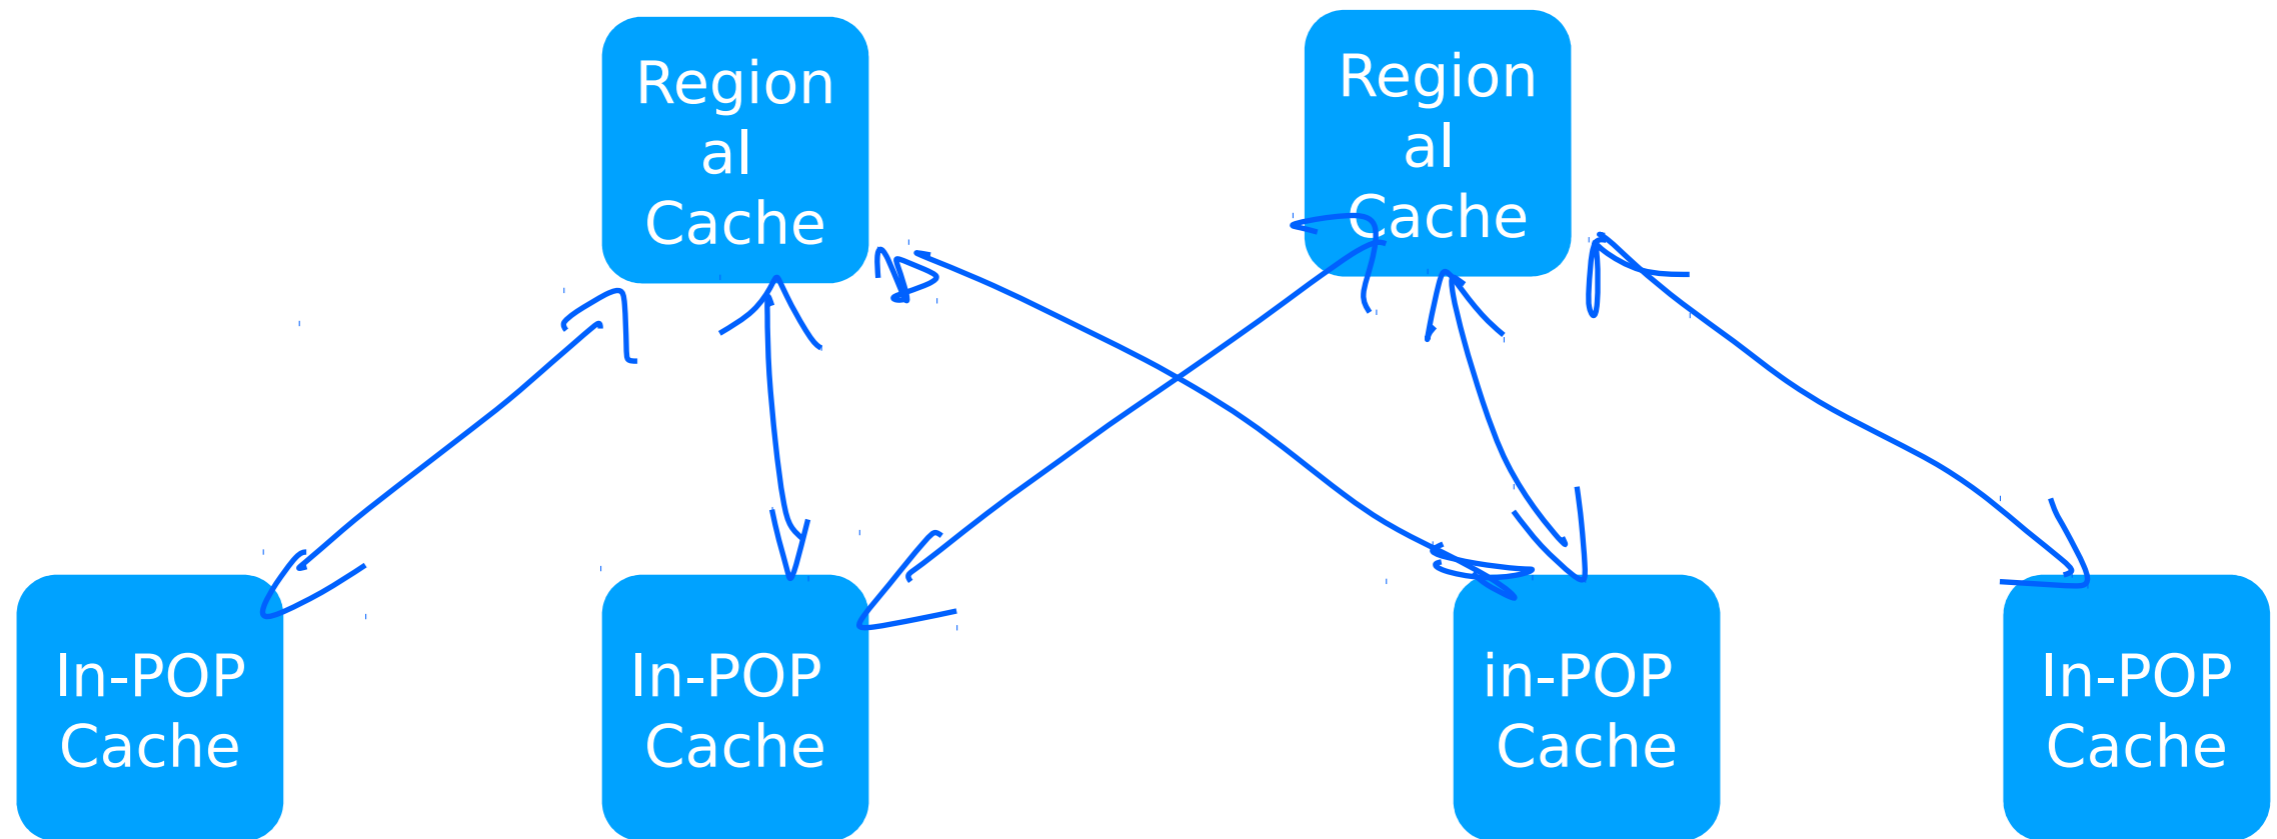 Region
al
Cache
Region
al
Cache
In-POP
Cache
In-POP
Cache
in-POP
Cache
In-POP
Cache